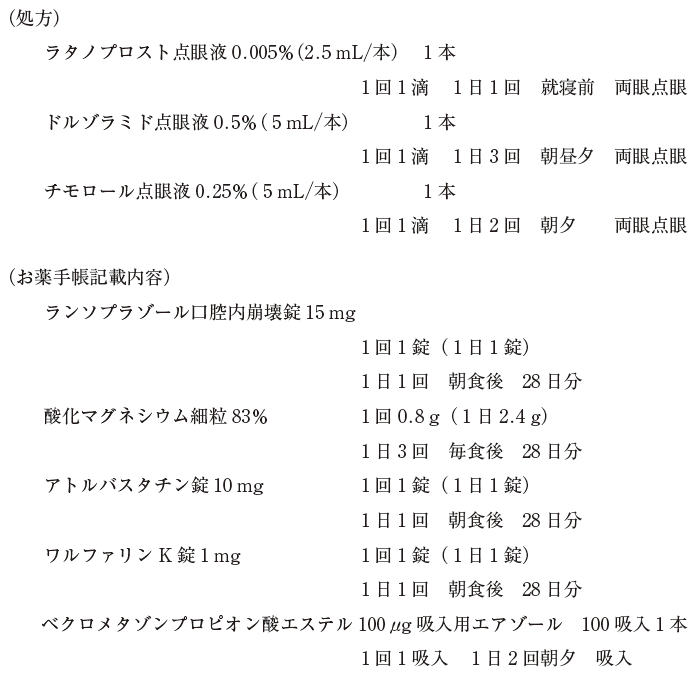 （処方）
ラタノプロスト点眼液 0.005%(2.5 mL/本)　1 本
1 回 1 滴　1 日 1 回　就寝前　両眼点眼
ドルゾラミド点眼液 0.5%( 5 mL/本)　1 本
1 回 1 滴　1 日 3 回　朝昼夕　両眼点眼
チモロール点眼液 0.25%( 5 mL/本)　1 本
1 回 1 滴　1 日 2 回　朝夕　両眼点眼
（お薬手帳記載内容）
ランソプラゾール口腔内崩壊錠 15 mg
1 回 1 錠（ 1 日 1 錠）
1 日 1 回　朝食後　28 日分
酸化マグネシウム細粒 83%　1 回 0.8 g（ 1 日 2.4 g）
1 日 3 回　毎食後　28 日分
アトルバスタチン錠 10 mg　1 回 1 錠（ 1 日 1 錠）
1 日 1 回　朝食後　28 日分
ワルファリン K 錠 1 mg　1 回 1 錠（ 1 日 1 錠）
1 日 1 回　朝食後　28 日分
ベクロメタゾンプロピオン酸エステル 100 μg 吸入用エアゾール　100 吸入 1 本
1 回 1 吸入　1 日 2 回朝夕　吸入